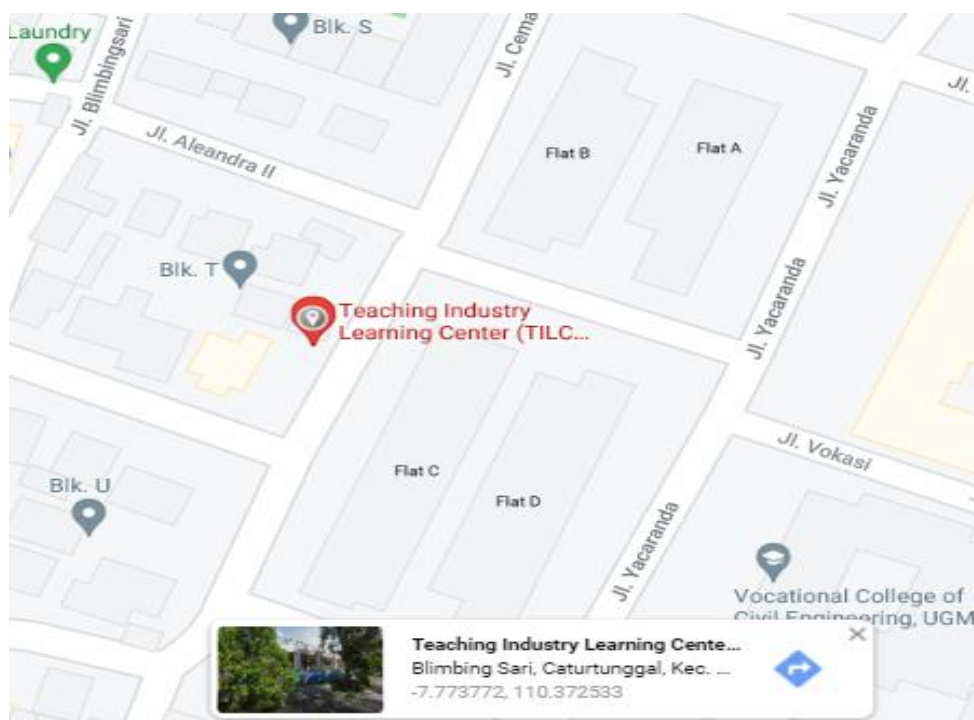 Laundry
Blk. S
Jl. Blimbingsari
Jl. Cema
Jl.
Jl. Aleandra II
Flat B
Flat A
Jl. Yacaranda
Blk. T
Jl. Yacaranda
Teaching Industry
Learning Center (TILC...
Jl. Vokasi
Flat C
Blk. U
Flat D
Jl. Yacaranda
Vocational College of
Civil Engineering, UGM
Teaching Industry Learning Cente...
Blimbing Sari, Caturtunggal, Kec. ...
-7.773772, 110.372533